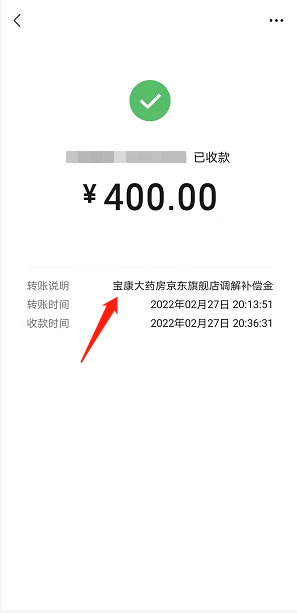 已收款
¥400.00
转账说明 宝康大药房京东旗舰店调解补偿金
转账时间 2022年02月27日 20:13:51
收款时间 2022年02月27日 20:36:31